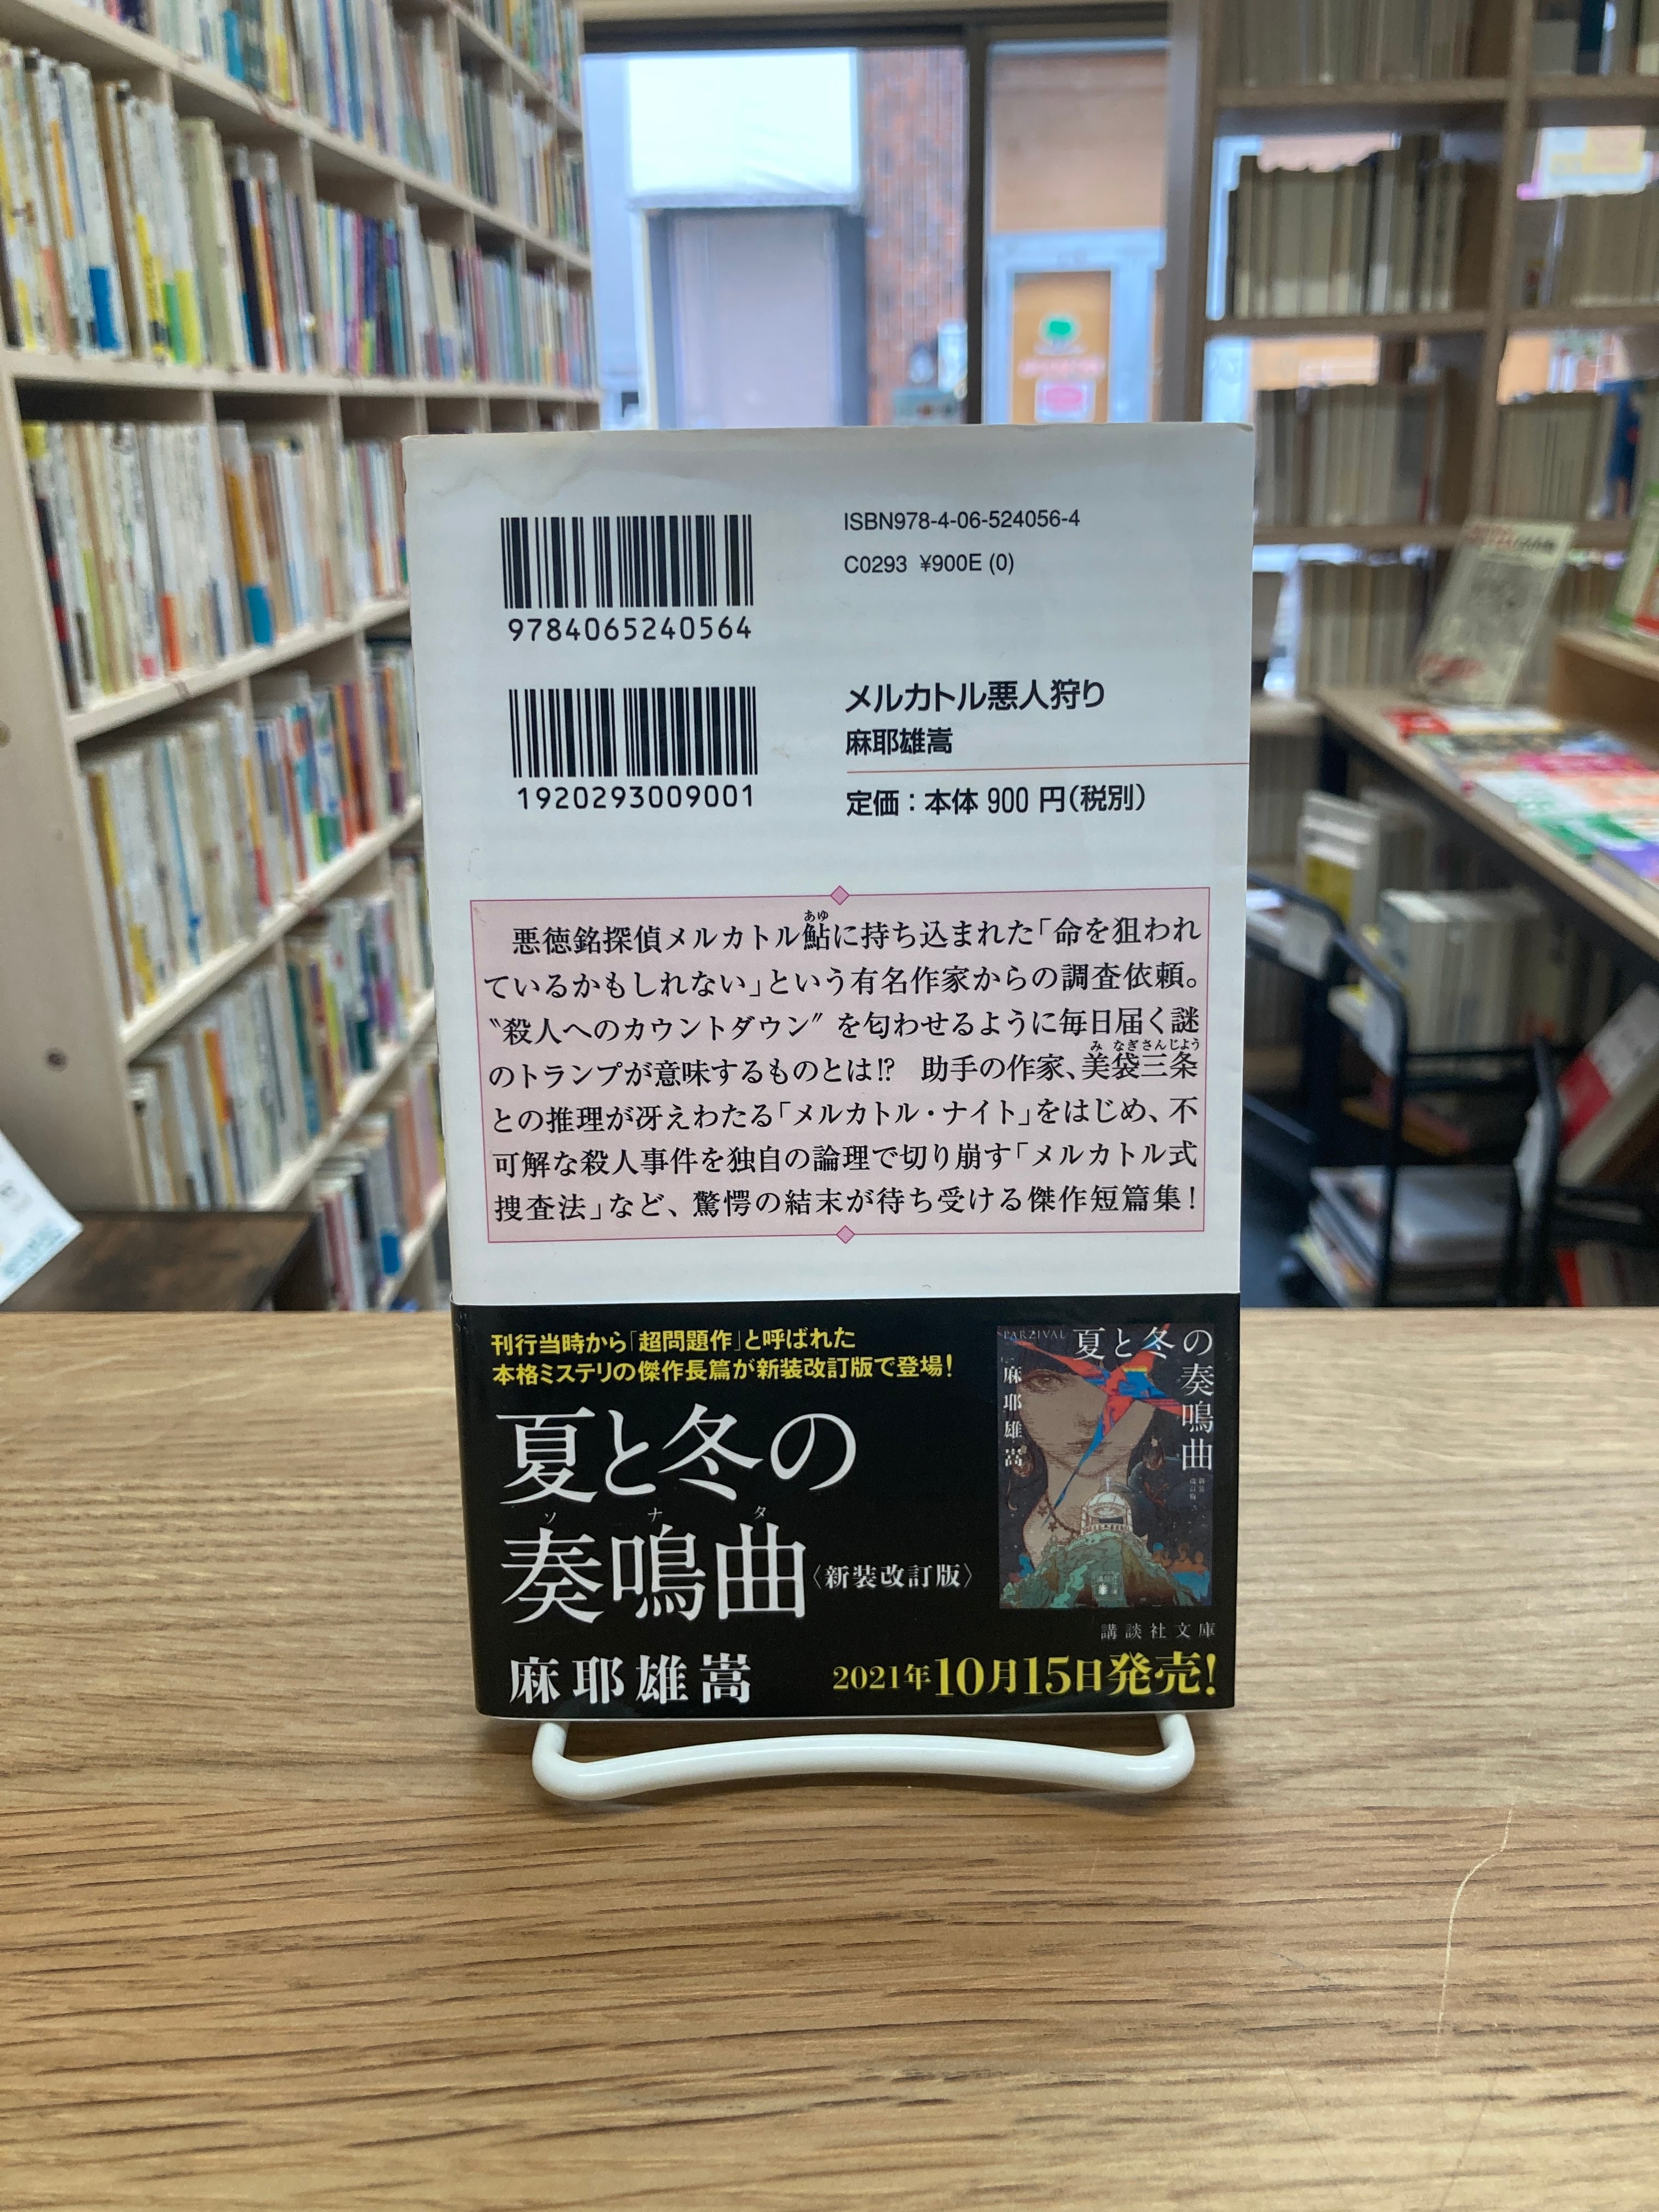 ISBN978-4-06-524056-4
C0293 ¥900E (0)
9784065240564
1920293009001
メルカトル悪人狩り
麻耶雄嵩
定価：本体 900 円(税別)
悪徳銘探偵メルカトル鮎に持ち込まれた「命を狙われ
あゆ
ているかもしれない」という有名作家からの調査依頼。
〝殺人へのカウントダウン〟を匂わせるように毎日届く謎
のトランプが意味するものとは!? 助手の作家、美袋三条
みなぎさんじよう
との推理が冴えわたる「メルカトル・ナイト」をはじめ、不
可解な殺人事件を独自の論理で切り崩す「メルカトル式
捜査法」など、驚愕の結末が待ち受ける傑作短篇集！
刊行当時から「超問題作」と呼ばれた
本格ミステリの傑作長篇が新装改訂版で登場！
夏と冬の
ソナタ
奏鳴曲〈新装改訂版〉
麻耶雄嵩
PARZIVAL
夏と冬の
奏鳴曲
麻耶雄嵩
講談社文庫
2021年10月15日発売！